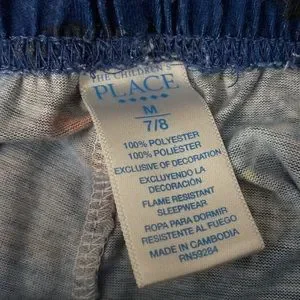 THE CHILDREN'S
PLACE
M
7/8
100% POLYESTER
100% POLIÉSTER
EXCLUSIVE OF DECORATION
EXCLUYENDO LA
DECORACIÓN
FLAME RESISTANT
SLEEPWEAR
ROPA PARA DORMIR
RESISTENTE AL FUEGO
MADE IN CAMBODIA
RN59284